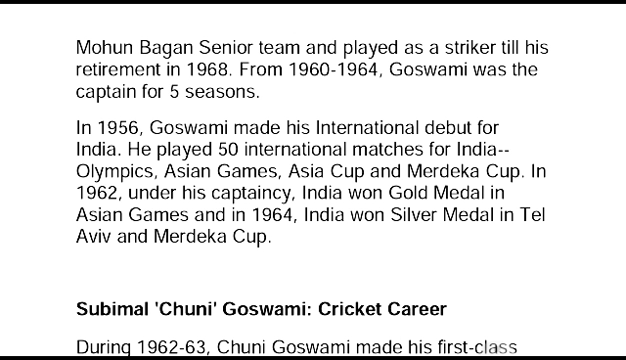 Mohun Bagan Senior team and played as a striker till his
retirement in 1968. From 1960-1964, Goswami was the
captain for 5 seasons.
In 1956, Goswami made his International debut for
India. He played 50 international matches for India--
Olympics, Asian Games, Asia Cup and Merdeka Cup. In
1962, under his captaincy, India won Gold Medal in
Asian Games and in 1964, India won Silver Medal in Tel
Aviv and Merdeka Cup.
Subimal 'Chuni' Goswami: Cricket Career
During 1962-63, Chuni Goswami made his first-class